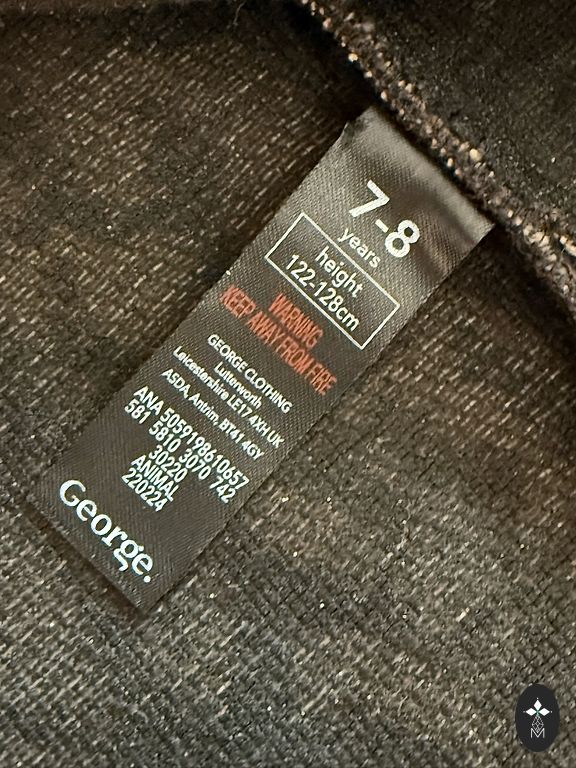 7-8
years
height
122-128cm
WARNING
KEEP AWAY FROM FIRE
GEORGE CLOTHING
Lutterworth
Leicestershire LE17 4XH UK
ASDA, Antrim, BT41 4GY
ANA 5059198610657
581 5810 3070 742
30220
ANIMAL
220224
George.
M